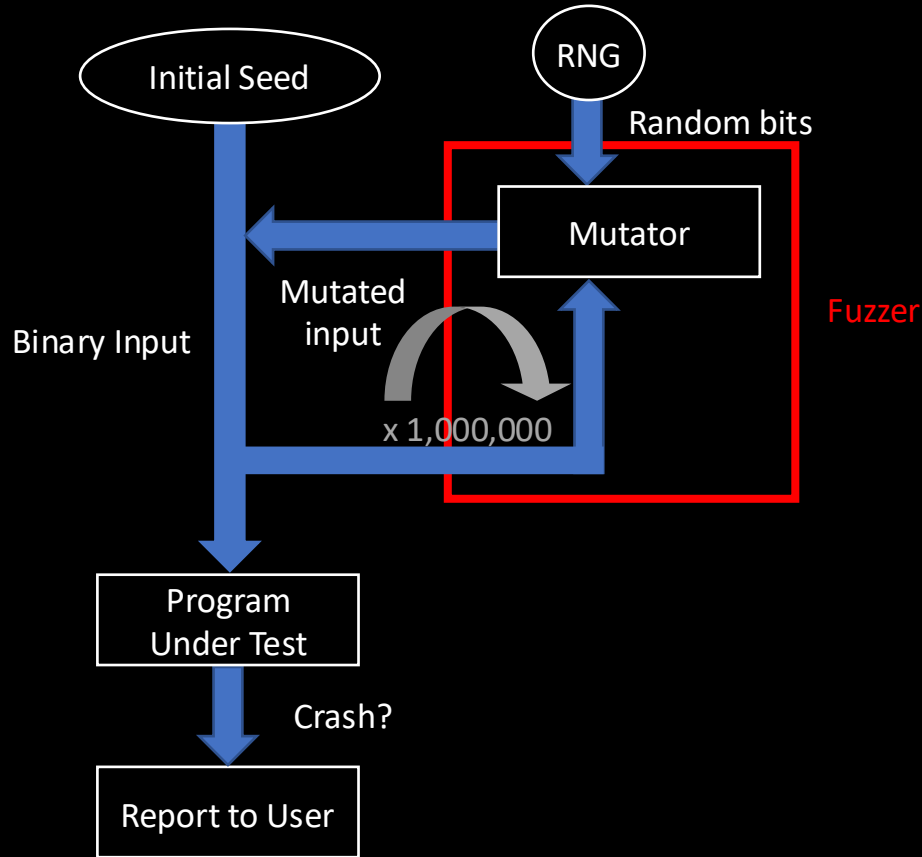 Initial Seed
RNG
Random bits
Mutator
Mutated
input
Fuzzer
Binary Input
x 1,000,000
Program
Under Test
Crash?
Report to User